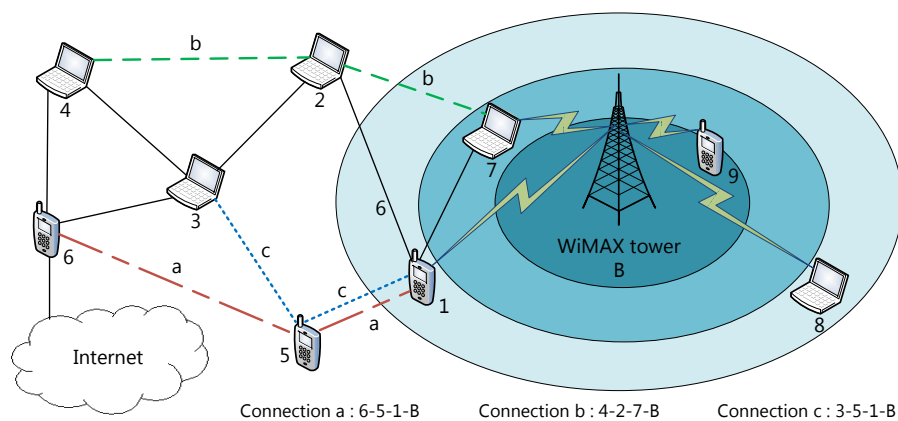 b
4
2
b
7
9
3
6
6
WiMAX tower
B
a
c
c
a
1
8
5
Internet
Connection a : 6-5-1-B
Connection b : 4-2-7-B
Connection c : 3-5-1-B